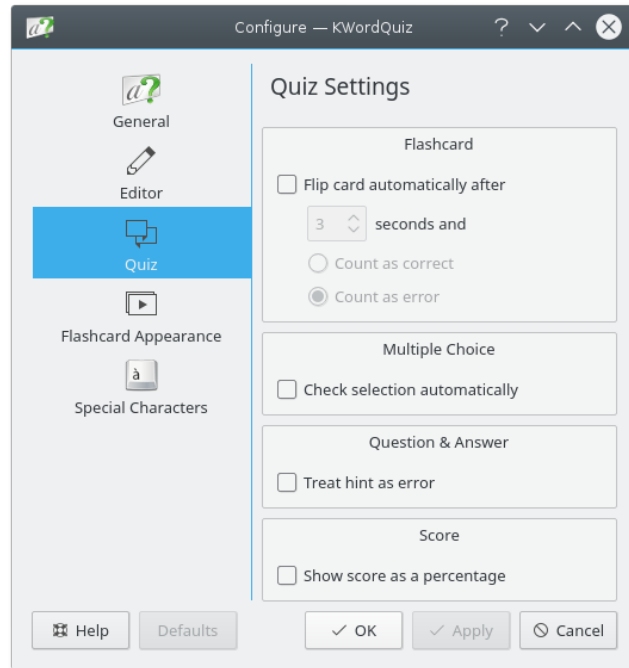 Configure — KWordQuiz
General
Editor
Quiz
Flashcard Appearance
à
Special Characters
Quiz Settings
Flashcard
Flip card automatically after
3 seconds and
Count as correct
Count as error
Multiple Choice
Check selection automatically
Question & Answer
Treat hint as error
Score
Show score as a percentage
Help Defaults OK Apply Cancel